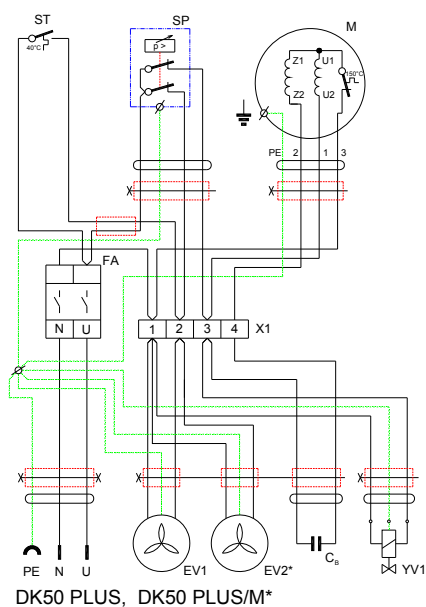 ST SP M
40°C
p >
Z1 U1
150°C
Z2 U2
PE 2 1 3
FA
N U
1 2 3 4 X1
EV1 EV2* C_B YV1
PE N U
DK50 PLUS, DK50 PLUS/M*